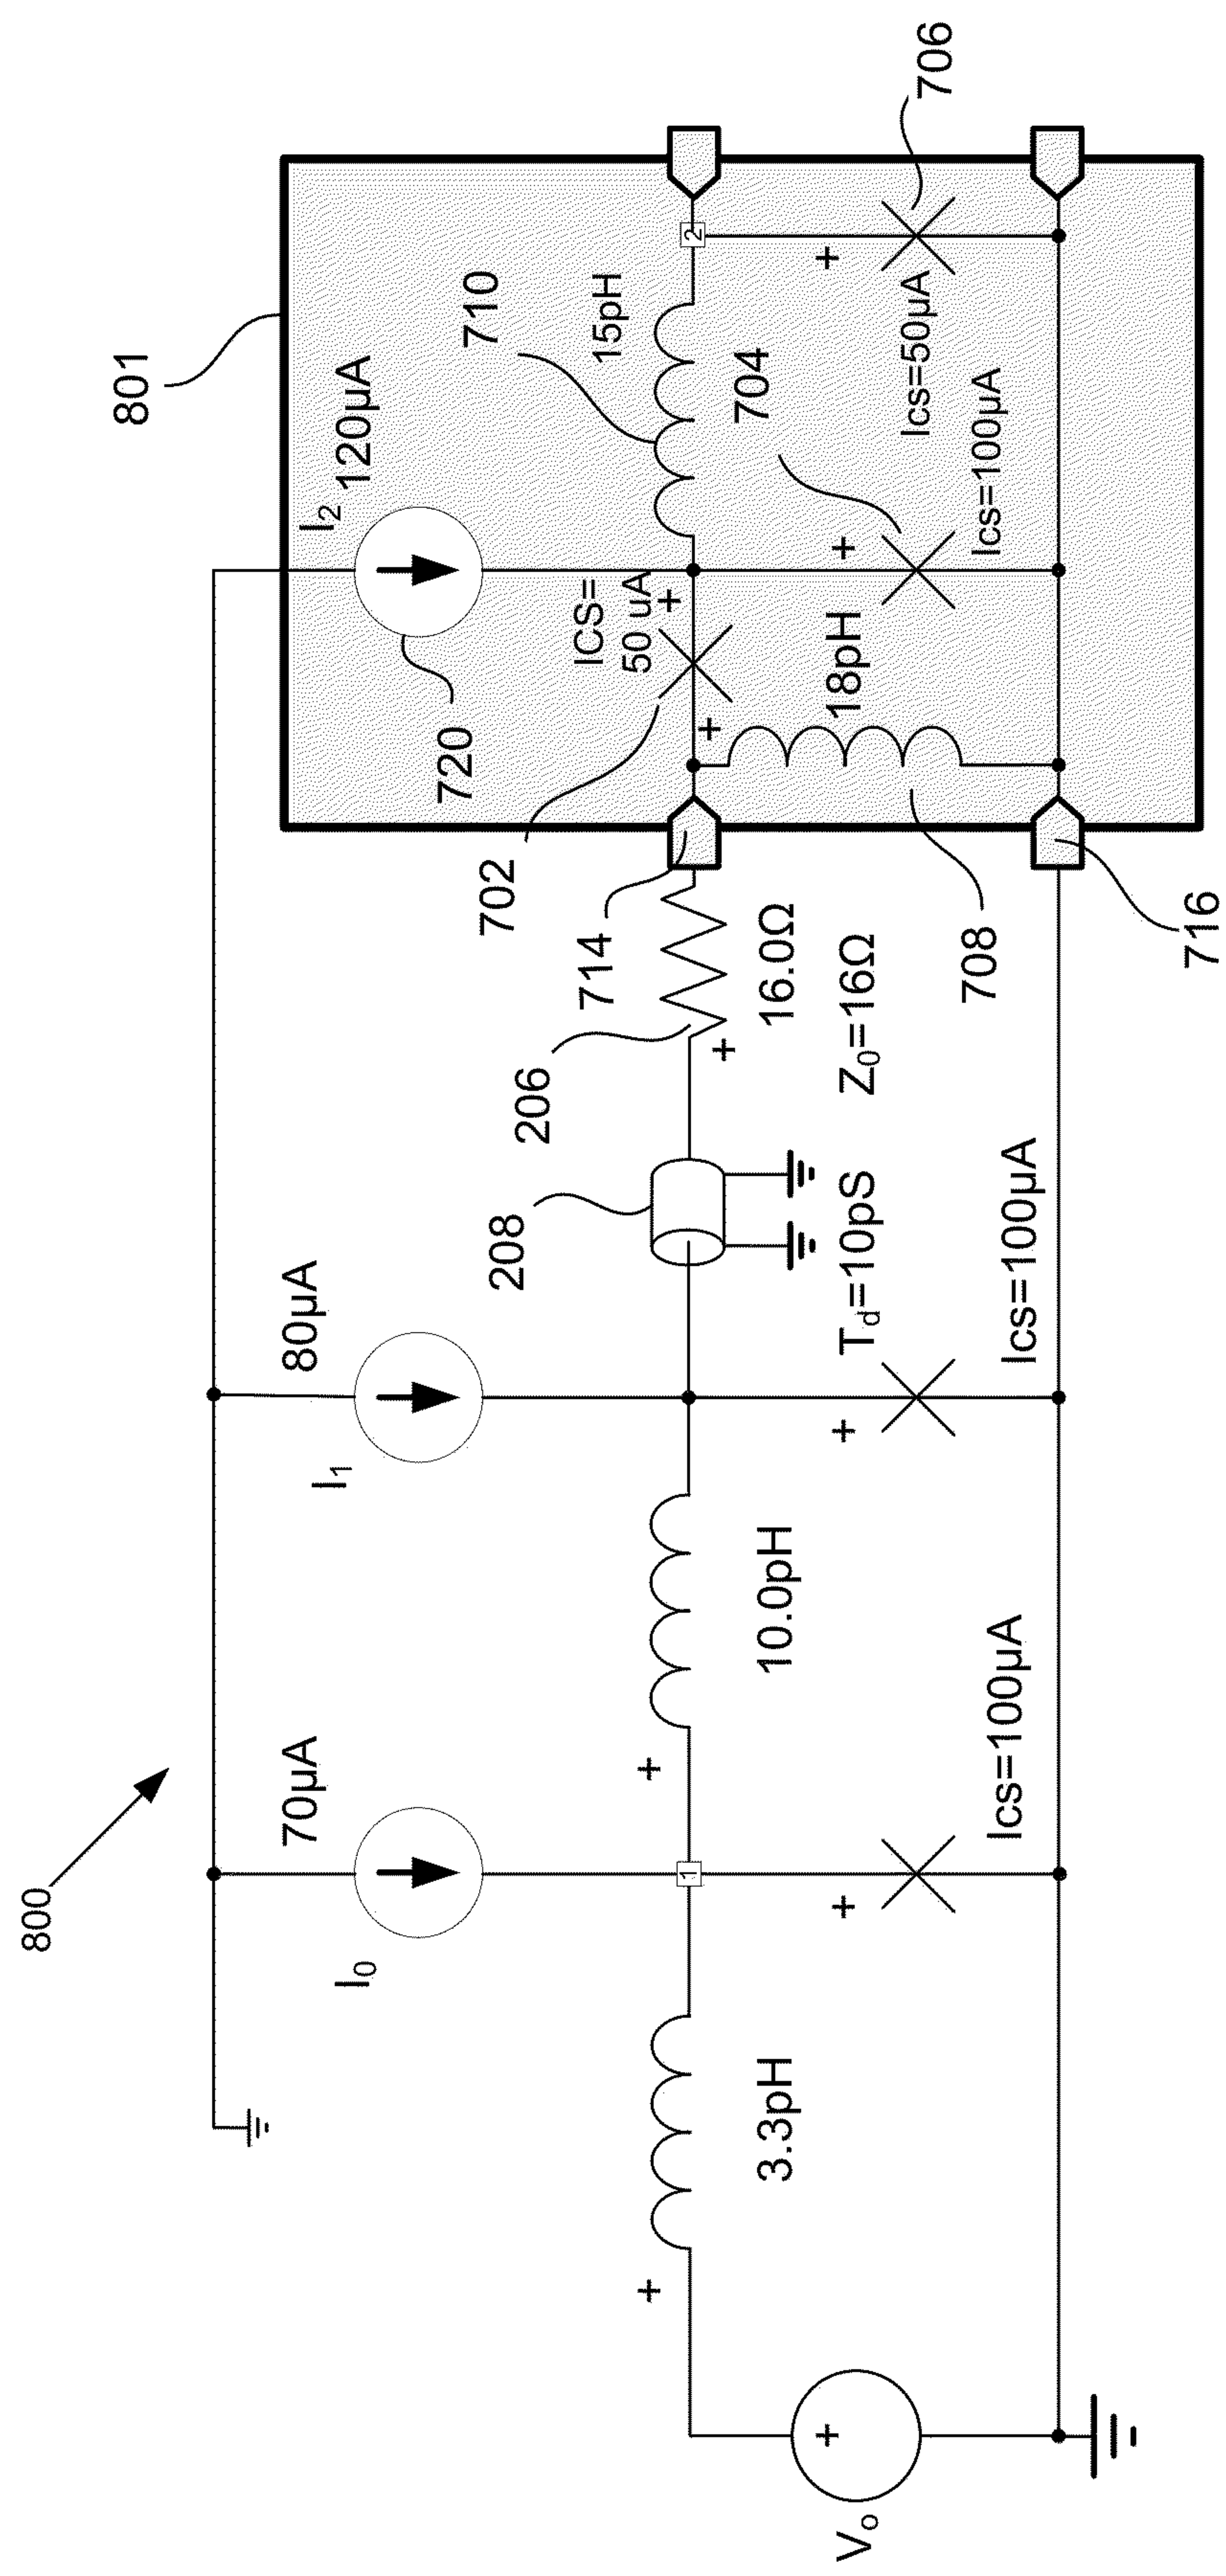 800
801
I₀
70μA
I₁
80μA
I₂
120μA
720
V₀
+
+
3.3pH
1
+
Ics=100μA
+
10.0pH
+
Ics=100μA
208
T_d=10pS
Z₀=16Ω
206
+
16.0Ω
714
716
702
ICS=
50 uA
+
+
18pH
708
704
+
Ics=100μA
710
15pH
2
+
Ics=50μA
706